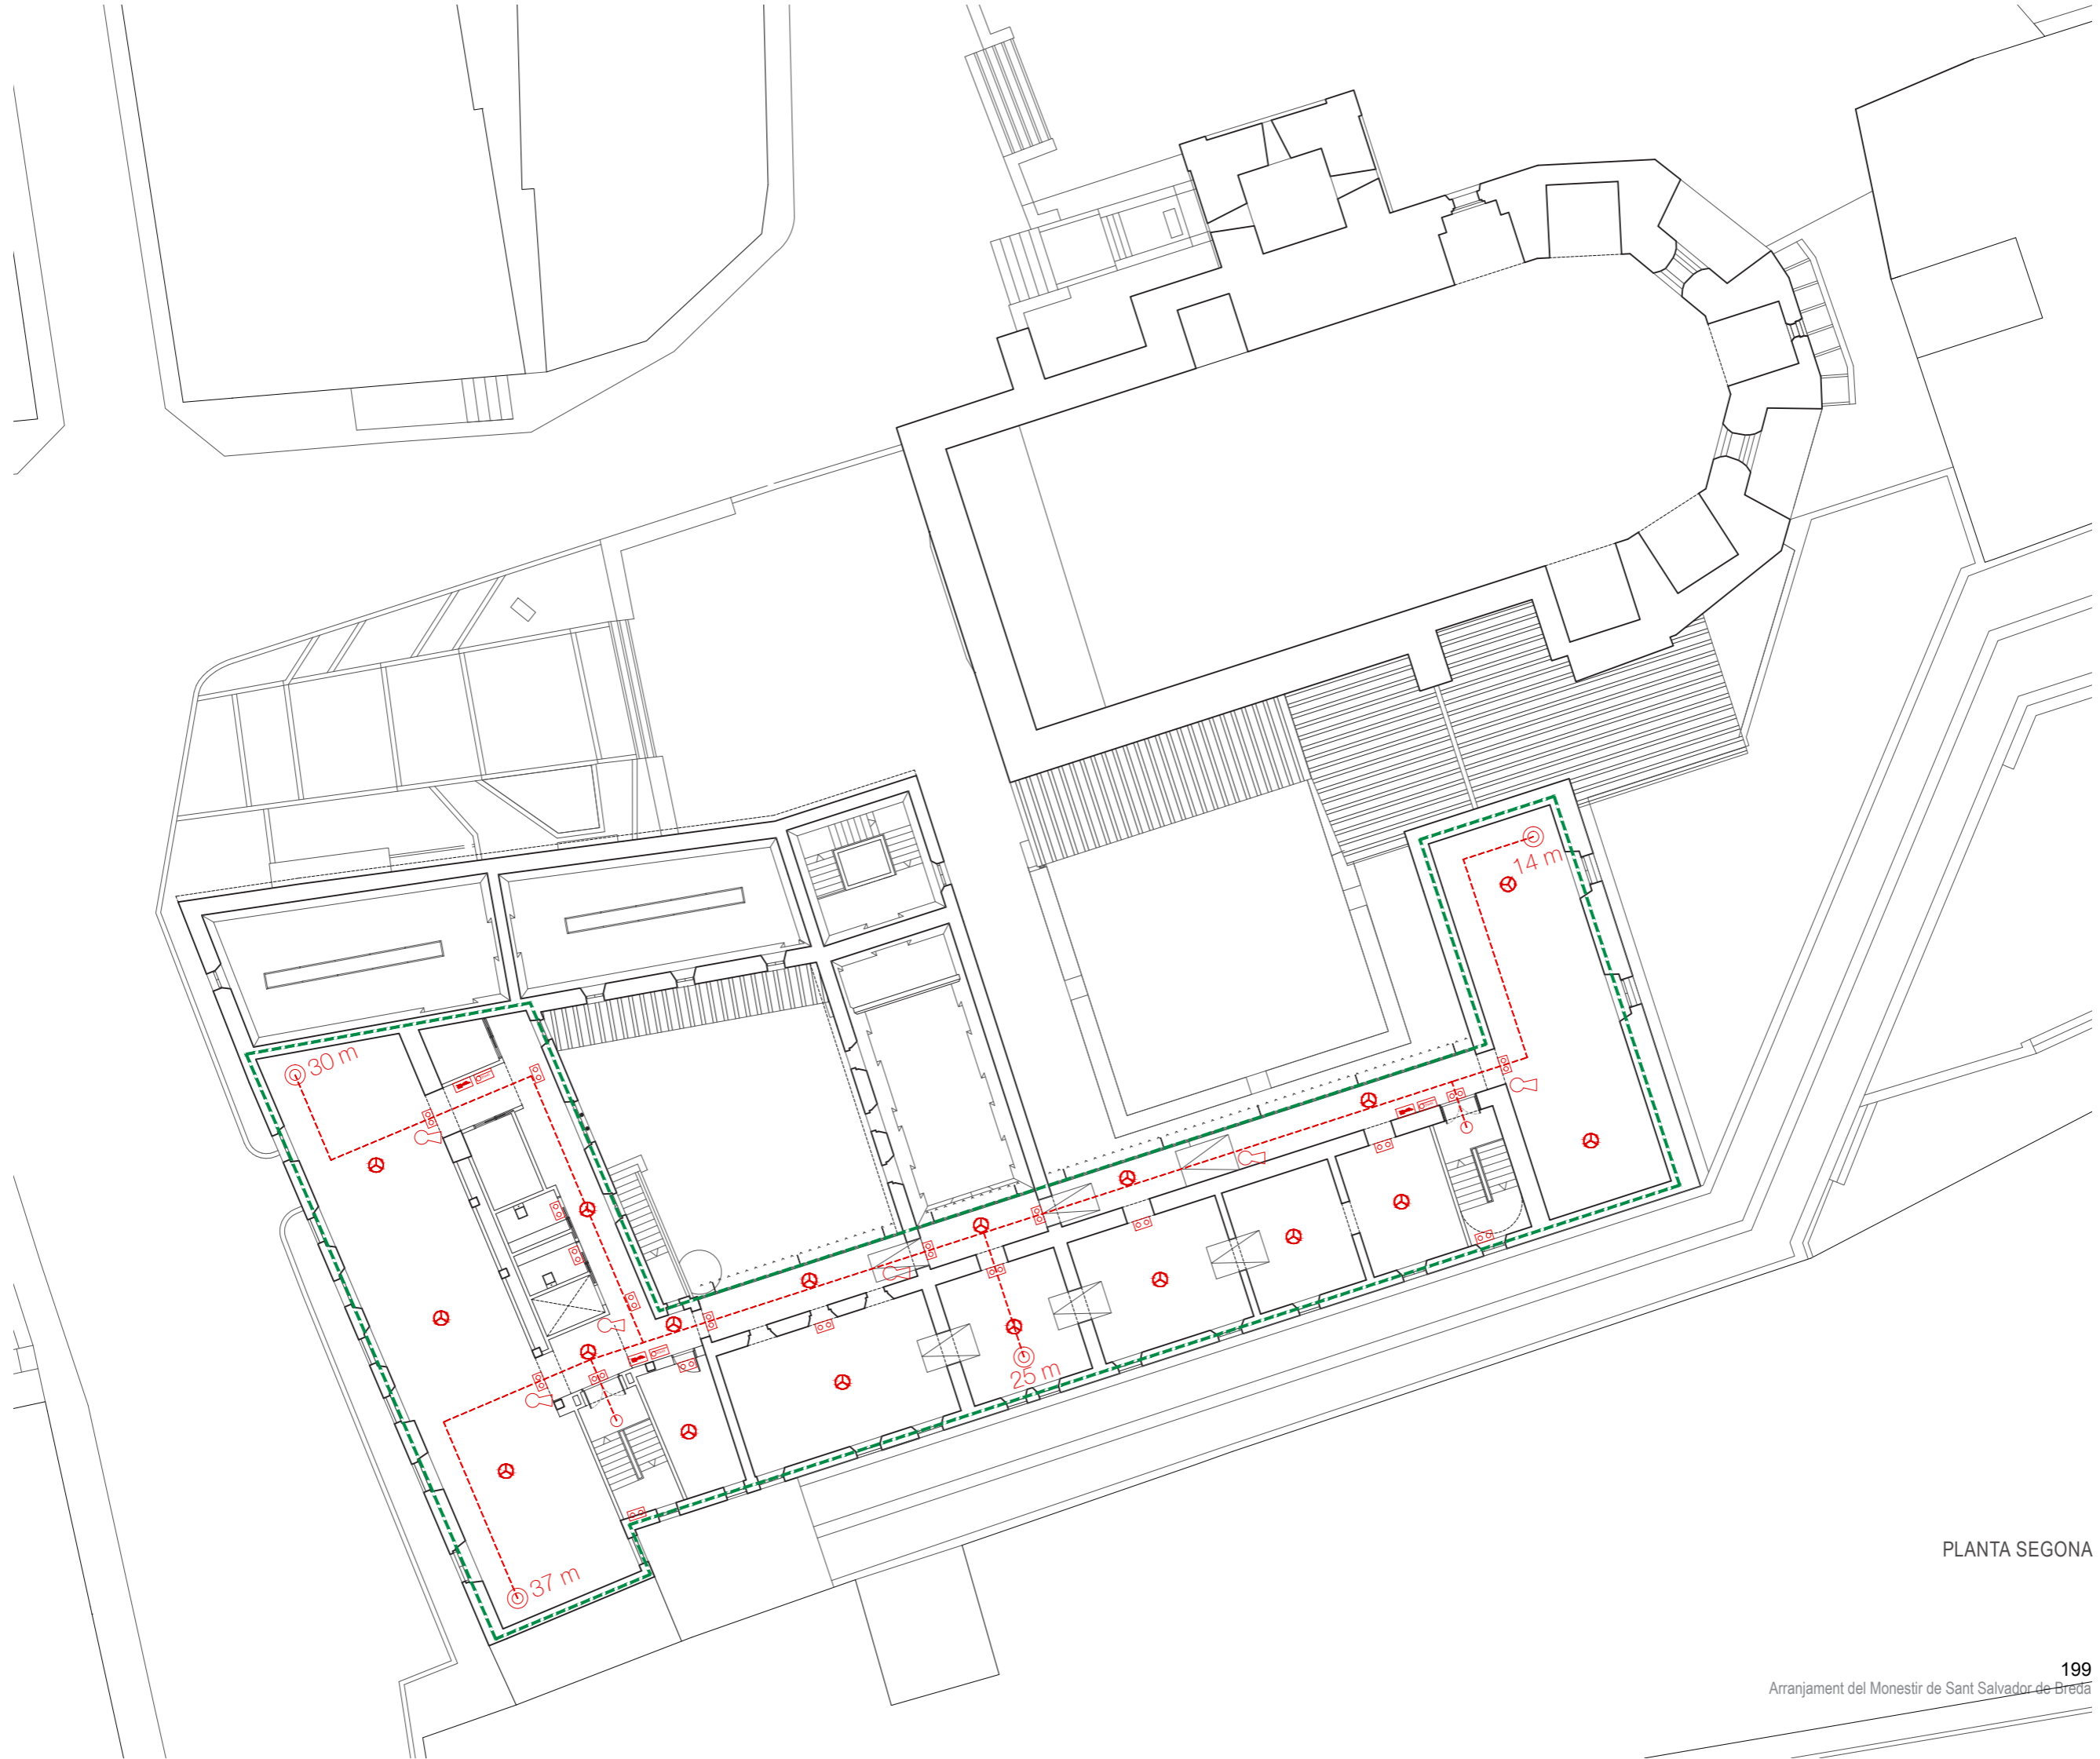 14 m
30 m
25 m
37 m
PLANTA SEGONA
199
Arranjament del Monestir de Sant Salvador de Breda